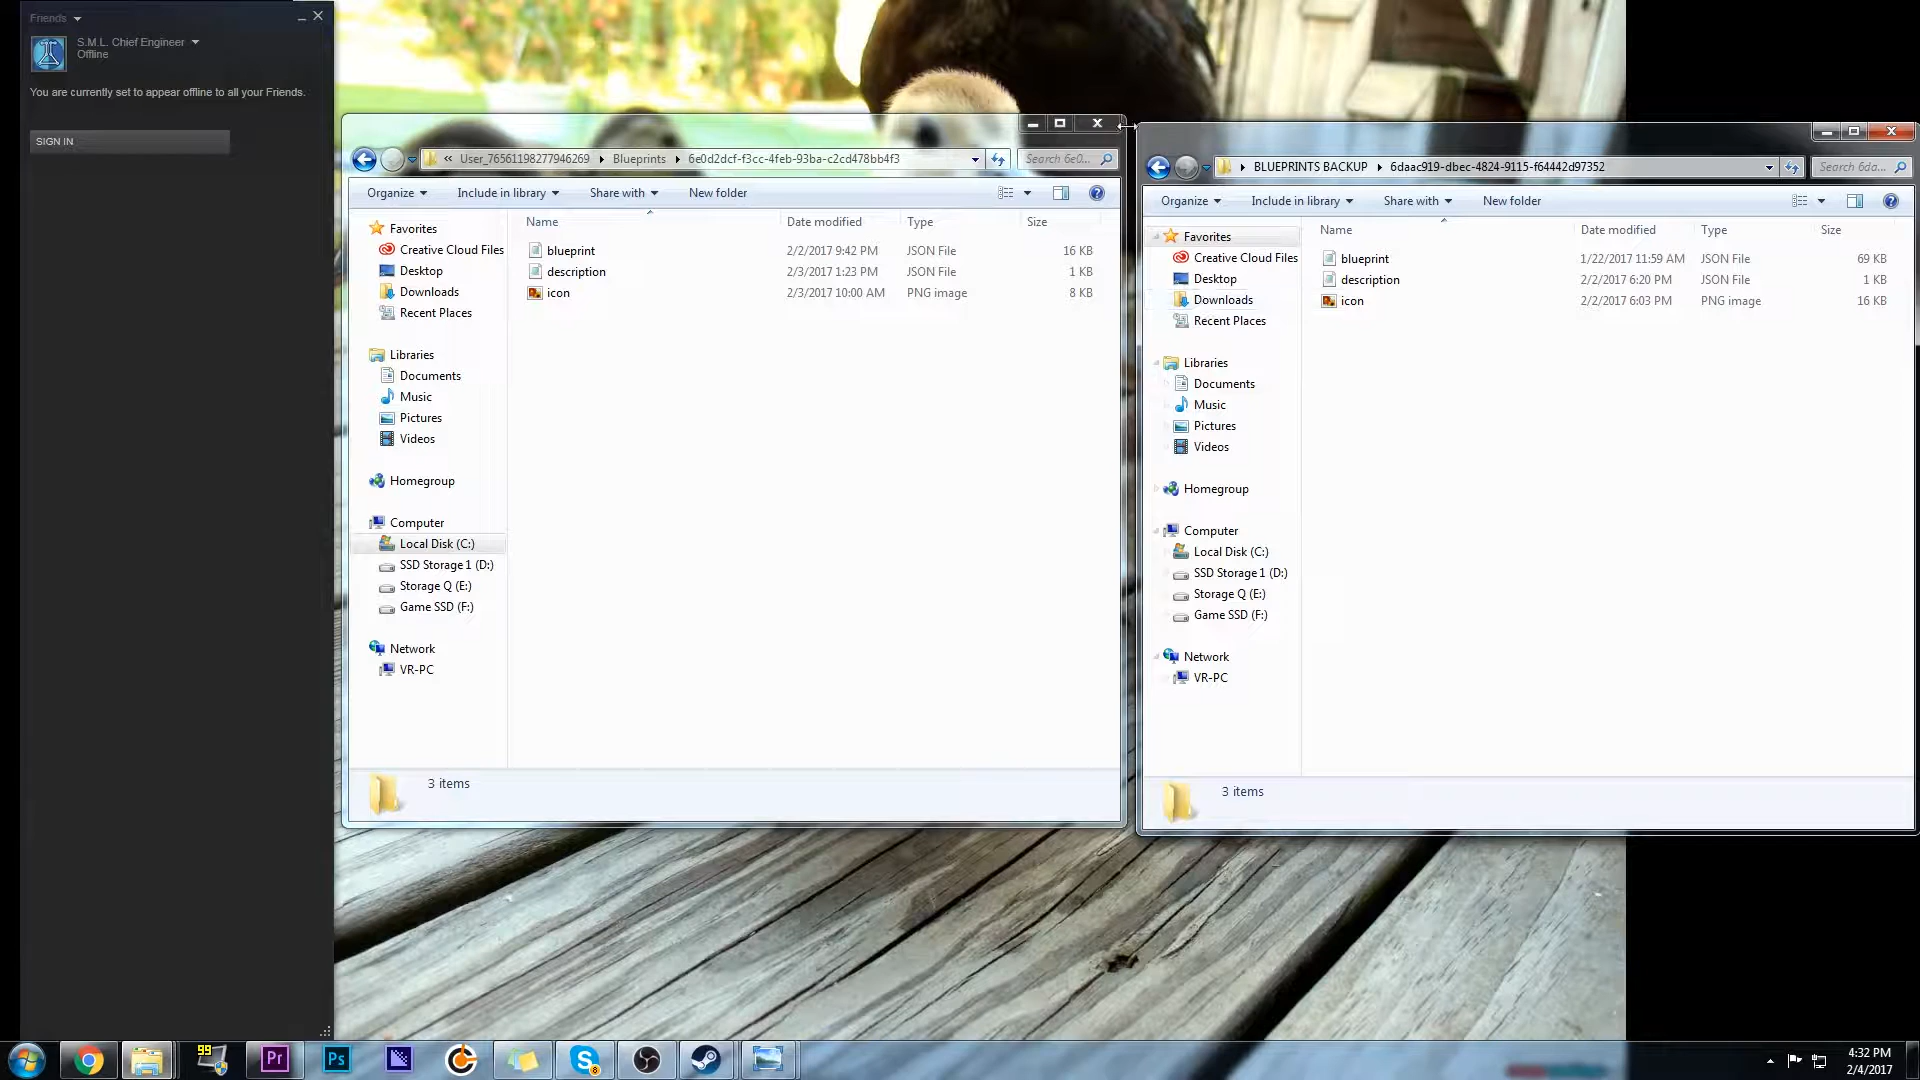 Friends
S.M.L. Chief Engineer
Offline
You are currently set to appear offline to all your Friends.
SIGN IN
« User_76561198277946269 Blueprints 6e0d2dcf-f3cc-4feb-93ba-c2cd478bb4f3
Search 6e0...
Organize Include in library Share with New folder
Name Date modified Type Size
blueprint 2/2/2017 9:42 PM JSON File 16 KB
description 2/3/2017 1:23 PM JSON File 1 KB
icon 2/3/2017 10:00 AM PNG image 8 KB
Favorites
Creative Cloud Files
Desktop
Downloads
Recent Places
Libraries
Documents
Music
Pictures
Videos
Homegroup
Computer
Local Disk (C:)
SSD Storage 1 (D:)
Storage Q (E:)
Game SSD (F:)
Network
VR-PC
3 items
BLUEPRINTS BACKUP 6daac919-dbec-4824-9115-f64442d97352
Search 6da...
Organize Include in library Share with New folder
Name Date modified Type Size
blueprint 1/22/2017 11:59 AM JSON File 69 KB
description 2/2/2017 6:20 PM JSON File 1 KB
icon 2/2/2017 6:03 PM PNG image 16 KB
Favorites
Creative Cloud Files
Desktop
Downloads
Recent Places
Libraries
Documents
Music
Pictures
Videos
Homegroup
Computer
Local Disk (C:)
SSD Storage 1 (D:)
Storage Q (E:)
Game SSD (F:)
Network
VR-PC
3 items
99
Pr
Ps
8
4:32 PM
2/4/2017